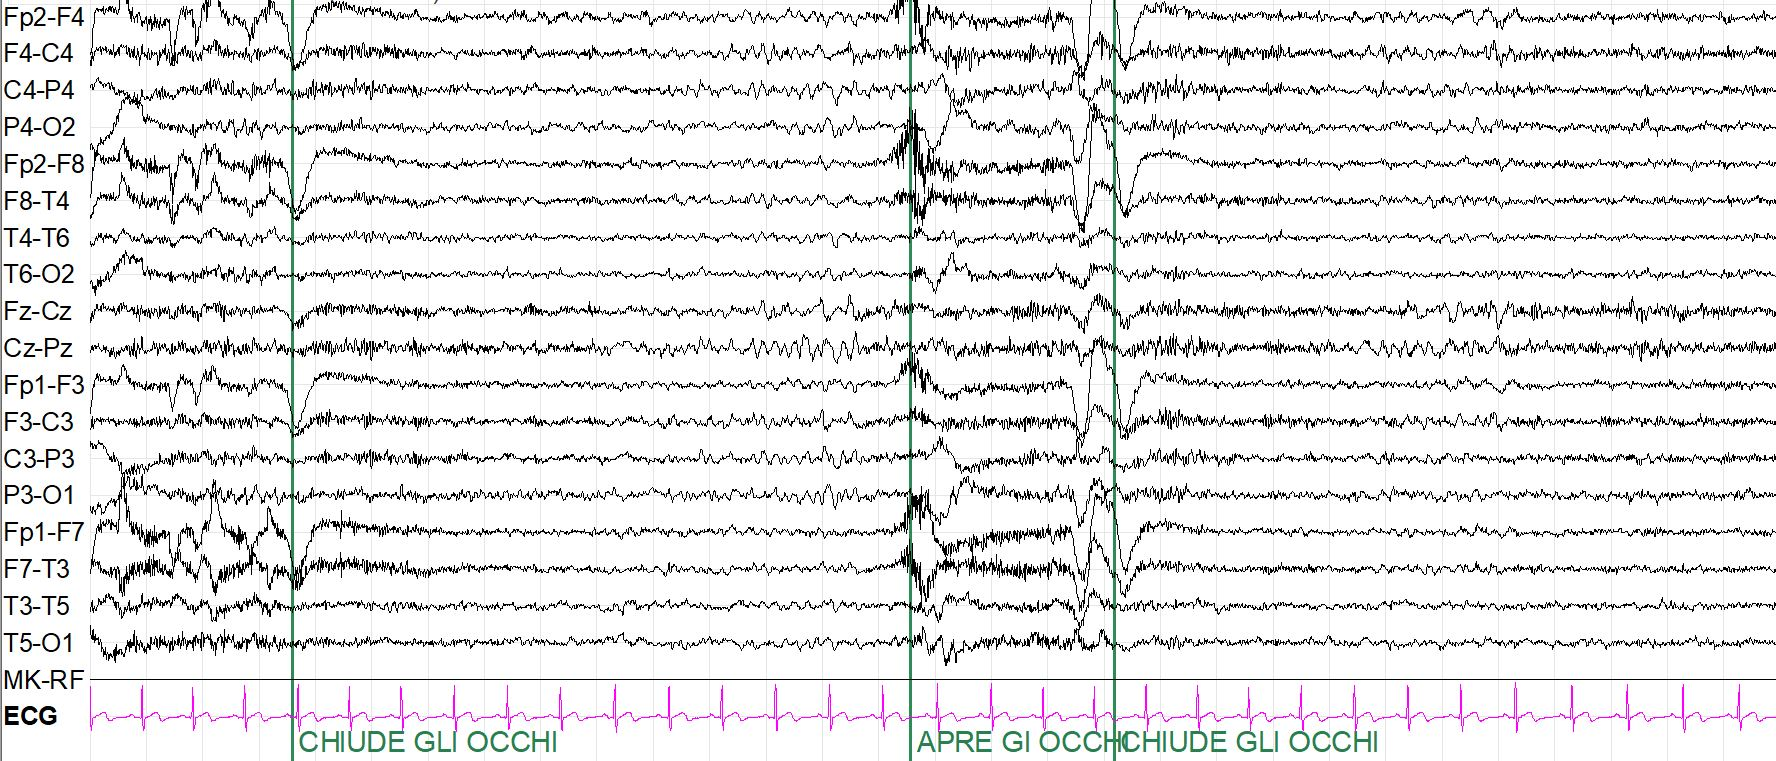 Fp2-F4
F4-C4
C4-P4
P4-O2
Fp2-F8
F8-T4
T4-T6
T6-O2
Fz-Cz
Cz-Pz
Fp1-F3
F3-C3
C3-P3
P3-O1
Fp1-F7
F7-T3
T3-T5
T5-O1
MK-RF
ECG
CHIUDE GLI OCCHI
APRE GI OCCHI
CHIUDE GLI OCCHI